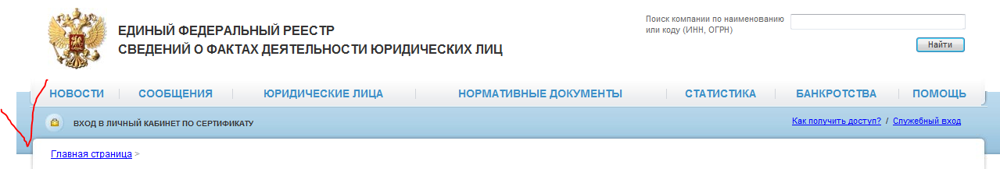 ЕДИНЫЙ ФЕДЕРАЛЬНЫЙ РЕЕСТР
СВЕДЕНИЙ О ФАКТАХ ДЕЯТЕЛЬНОСТИ ЮРИДИЧЕСКИХ ЛИЦ
Поиск компании по наименованию
или коду (ИНН, ОГРН)
Найти
НОВОСТИ СООБЩЕНИЯ ЮРИДИЧЕСКИЕ ЛИЦА НОРМАТИВНЫЕ ДОКУМЕНТЫ СТАТИСТИКА БАНКРОТСТВА ПОМОЩЬ
ВХОД В ЛИЧНЫЙ КАБИНЕТ ПО СЕРТИФИКАТУ Как получить доступ? / Служебный вход
Главная страница >